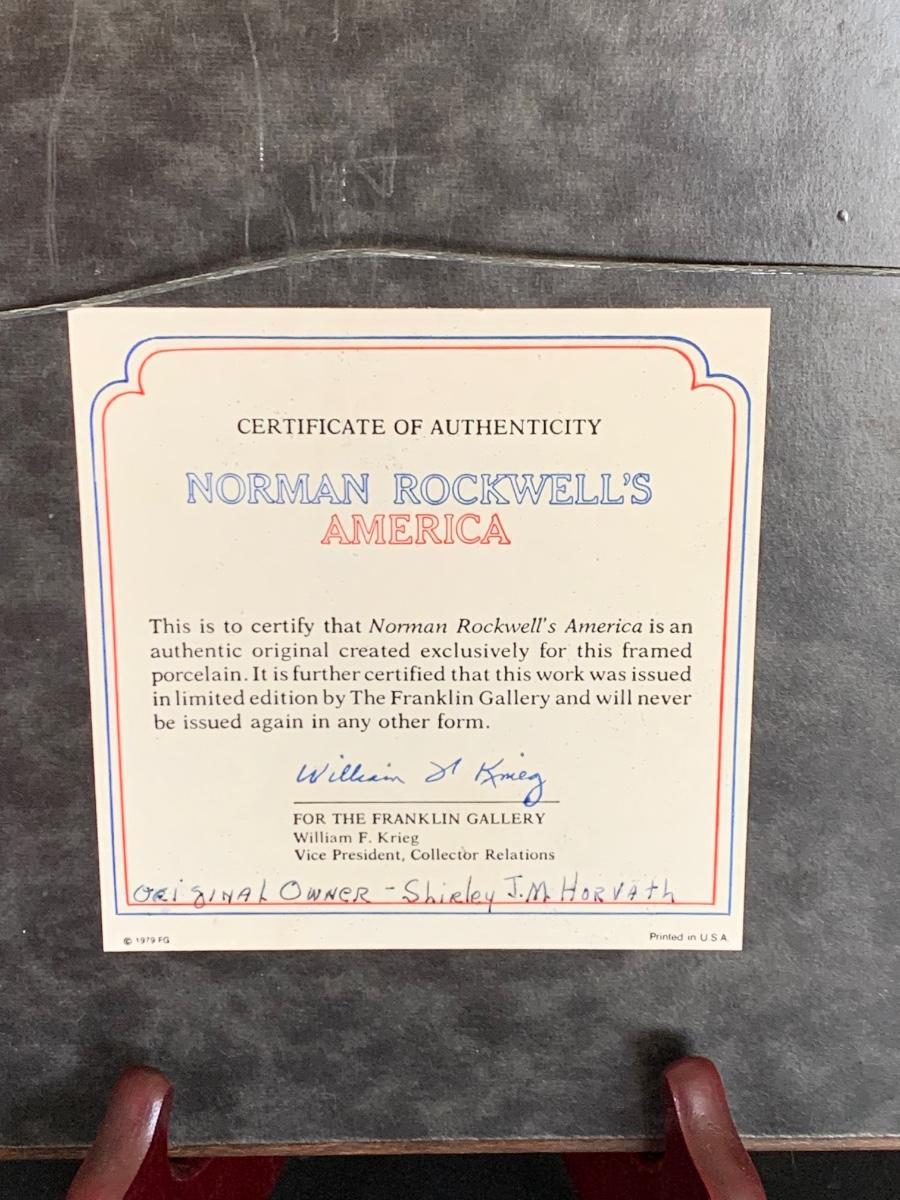 CERTIFICATE OF AUTHENTICITY
NORMAN ROCKWELL'S
AMERICA
This is to certify that Norman Rockwell's America is an
authentic original created exclusively for this framed
porcelain. It is further certified that this work was issued
in limited edition by The Franklin Gallery and will never
be issued again in any other form.
William F Krieg
FOR THE FRANKLIN GALLERY
William F. Krieg
Vice President, Collector Relations
ORiGiNAL OWNER - Shirley J.M. HORVAth
© 1979 FG
Printed in U.S.A.